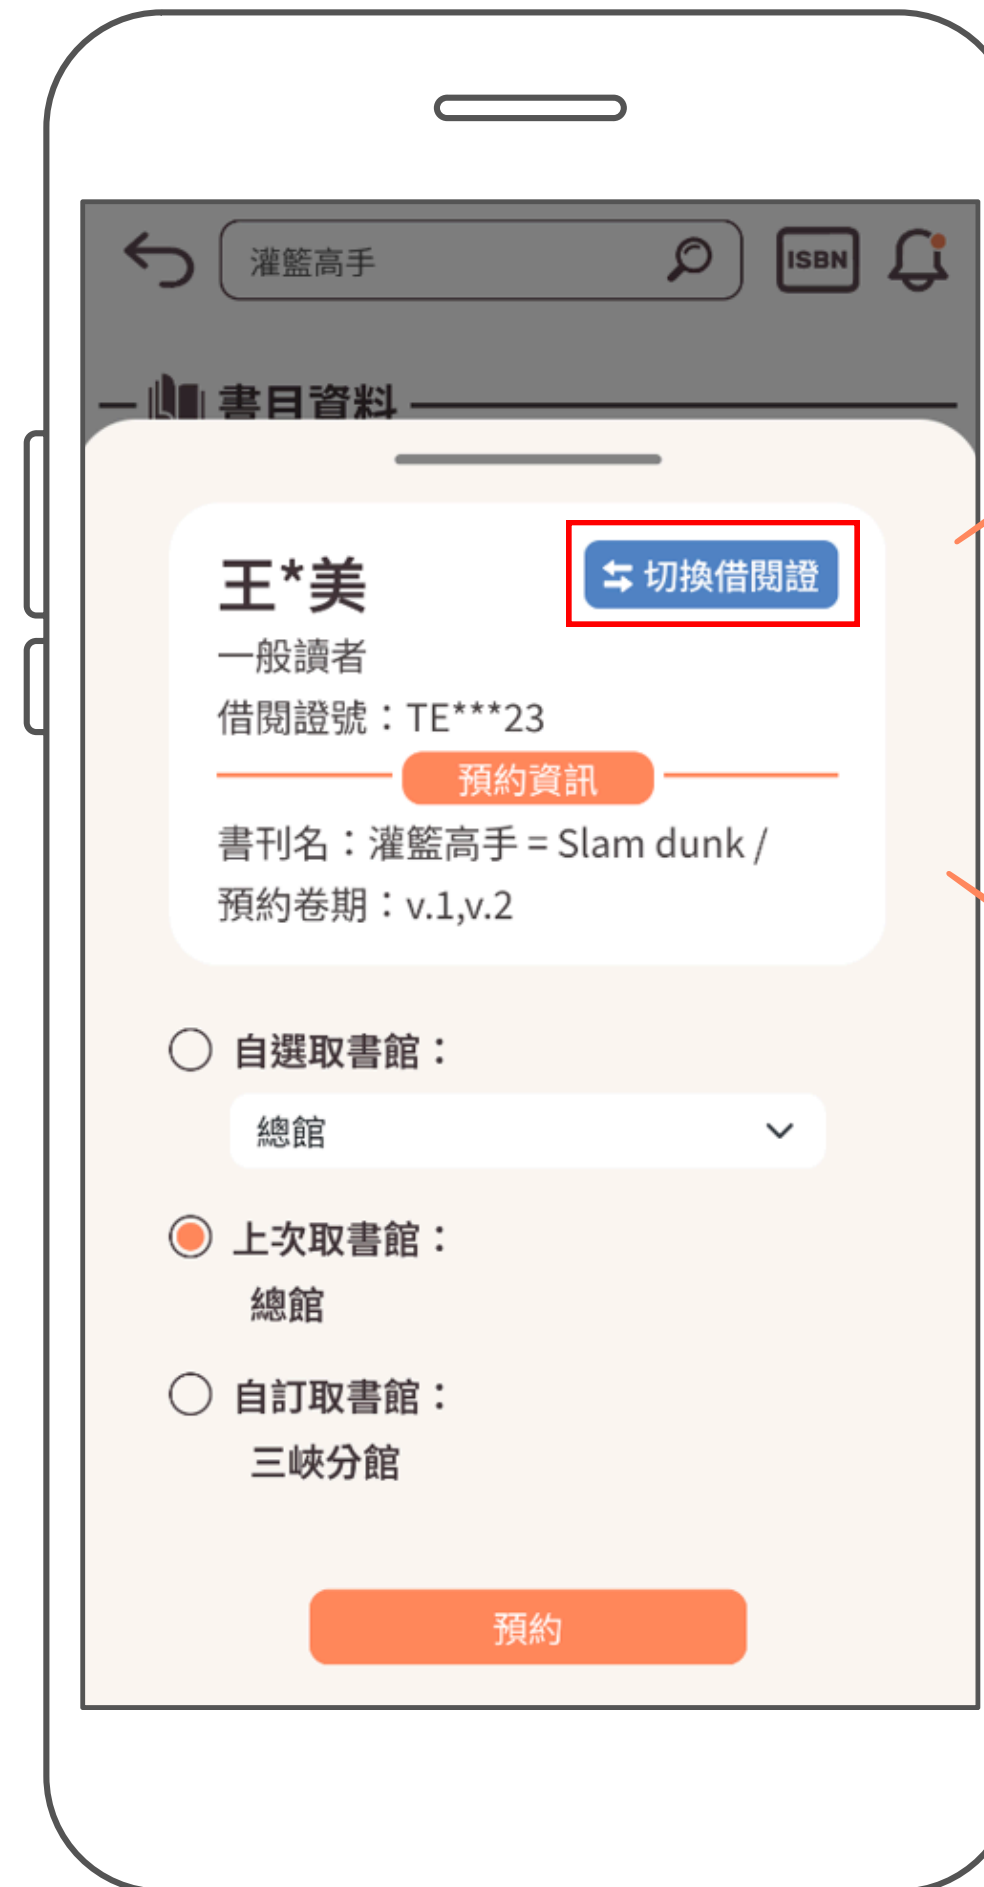 灌籃高手
ISBN
書目資料
王*美
切換借閱證
一般讀者
借閱證號：TE***23
預約資訊
書刊名：灌籃高手 = Slam dunk /
預約卷期：v.1,v.2
自選取書館：
總館
上次取書館：
總館
自訂取書館：
三峽分館
預約